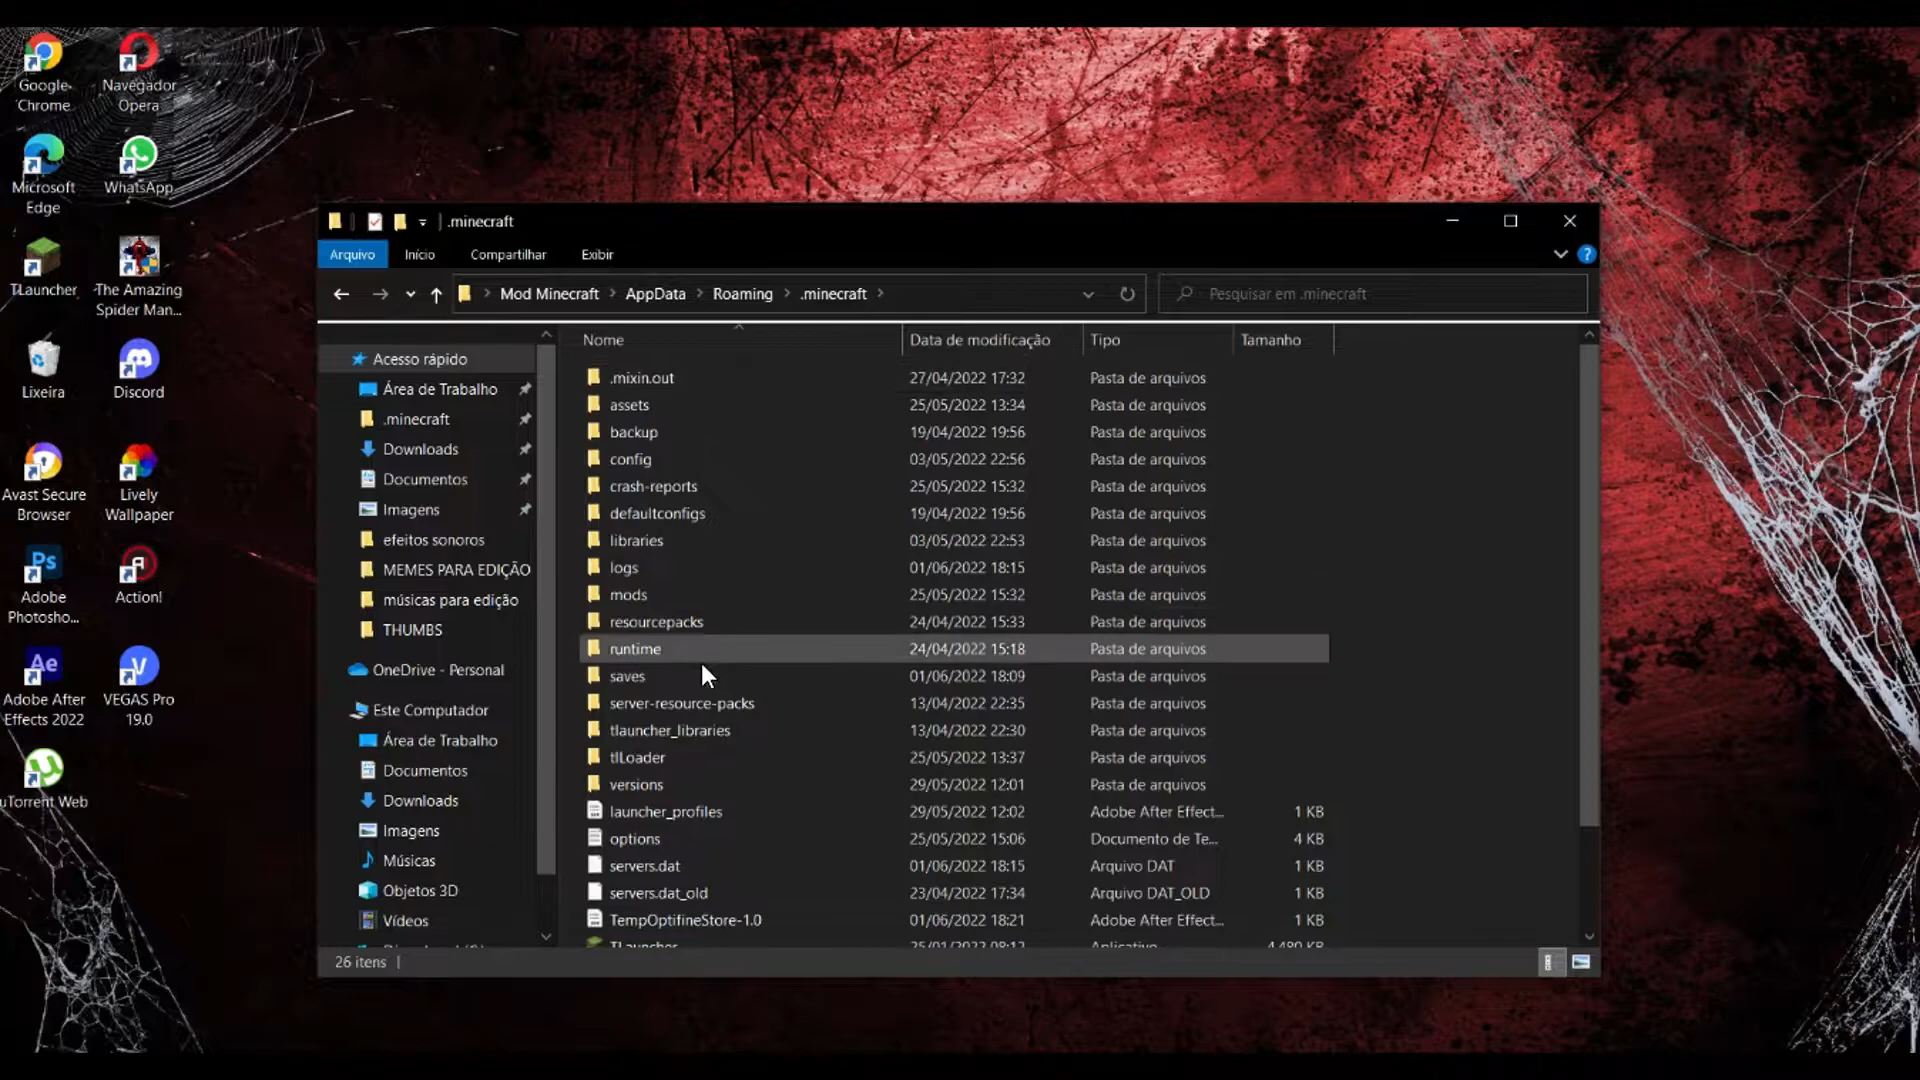 Google
Chrome
Navegador
Opera
Microsoft
Edge
WhatsApp
TLauncher
The Amazing
Spider Man...
Lixeira
Discord
Avast Secure
Browser
Lively
Wallpaper
Ps
Adobe
Photosho...
Action!
Ae
Adobe After
Effects 2022
V
VEGAS Pro
19.0
uTorrent Web
.minecraft
Arquivo
Início
Compartilhar
Exibir
?
Mod Minecraft > AppData > Roaming > .minecraft >
Pesquisar em .minecraft
Acesso rápido
Área de Trabalho
.minecraft
Downloads
Documentos
Imagens
efeitos sonoros
MEMES PARA EDIÇÃO
músicas para edição
THUMBS
OneDrive - Personal
Este Computador
Área de Trabalho
Documentos
Downloads
Imagens
Músicas
Objetos 3D
Vídeos
Nome Data de modificação Tipo Tamanho
.mixin.out 27/04/2022 17:32 Pasta de arquivos
assets 25/05/2022 13:34 Pasta de arquivos
backup 19/04/2022 19:56 Pasta de arquivos
config 03/05/2022 22:56 Pasta de arquivos
crash-reports 25/05/2022 15:32 Pasta de arquivos
defaultconfigs 19/04/2022 19:56 Pasta de arquivos
libraries 03/05/2022 22:53 Pasta de arquivos
logs 01/06/2022 18:15 Pasta de arquivos
mods 25/05/2022 15:32 Pasta de arquivos
resourcepacks 24/04/2022 15:33 Pasta de arquivos
runtime 24/04/2022 15:18 Pasta de arquivos
saves 01/06/2022 18:09 Pasta de arquivos
server-resource-packs 13/04/2022 22:35 Pasta de arquivos
tlauncher_libraries 13/04/2022 22:30 Pasta de arquivos
tlLoader 25/05/2022 13:37 Pasta de arquivos
versions 29/05/2022 12:01 Pasta de arquivos
launcher_profiles 29/05/2022 12:02 Adobe After Effect... 1 KB
options 25/05/2022 15:06 Documento de Te... 4 KB
servers.dat 01/06/2022 18:15 Arquivo DAT 1 KB
servers.dat_old 23/04/2022 17:34 Arquivo DAT_OLD 1 KB
TempOptifineStore-1.0 01/06/2022 18:21 Adobe After Effect... 1 KB
TLauncher 25/01/2022 08:12 Aplicativo 4.480 KB
26 itens